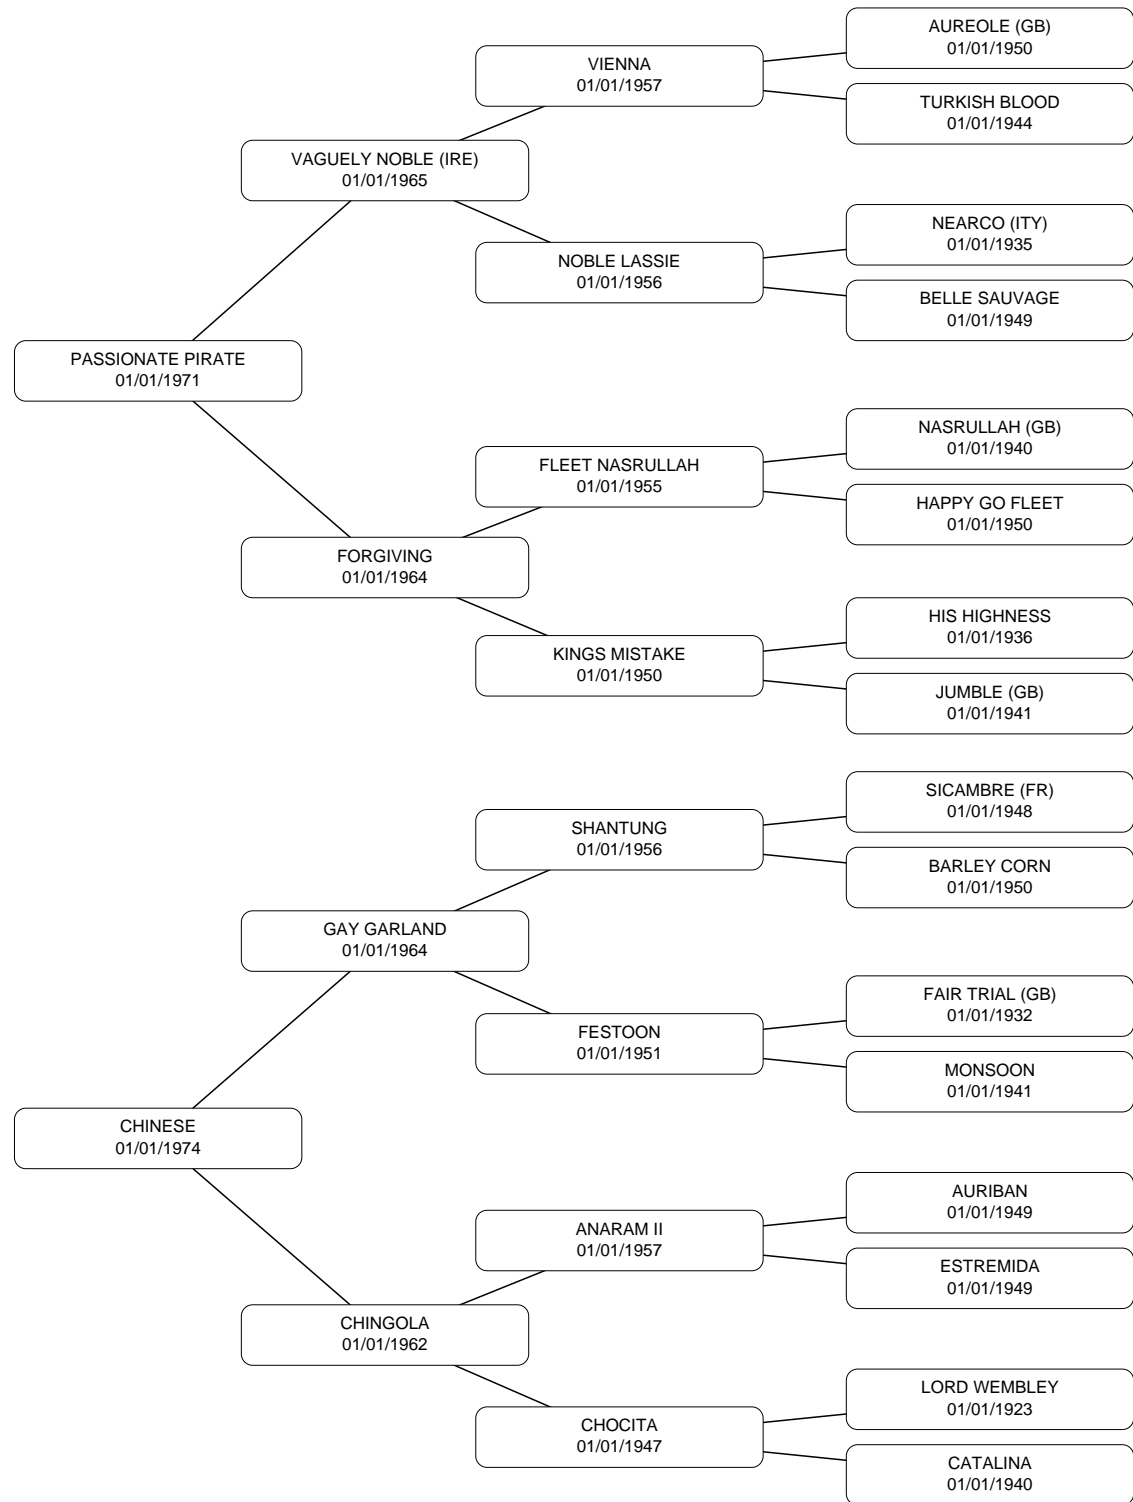 AUREOLE (GB)
01/01/1950
VIENNA
01/01/1957
TURKISH BLOOD
01/01/1944
VAGUELY NOBLE (IRE)
01/01/1965
NEARCO (ITY)
01/01/1935
NOBLE LASSIE
01/01/1956
BELLE SAUVAGE
01/01/1949
PASSIONATE PIRATE
01/01/1971
NASRULLAH (GB)
01/01/1940
FLEET NASRULLAH
01/01/1955
HAPPY GO FLEET
01/01/1950
FORGIVING
01/01/1964
HIS HIGHNESS
01/01/1936
KINGS MISTAKE
01/01/1950
JUMBLE (GB)
01/01/1941
SICAMBRE (FR)
01/01/1948
SHANTUNG
01/01/1956
BARLEY CORN
01/01/1950
GAY GARLAND
01/01/1964
FAIR TRIAL (GB)
01/01/1932
FESTOON
01/01/1951
MONSOON
01/01/1941
CHINESE
01/01/1974
AURIBAN
01/01/1949
ANARAM II
01/01/1957
ESTREMIDA
01/01/1949
CHINGOLA
01/01/1962
LORD WEMBLEY
01/01/1923
CHOCITA
01/01/1947
CATALINA
01/01/1940